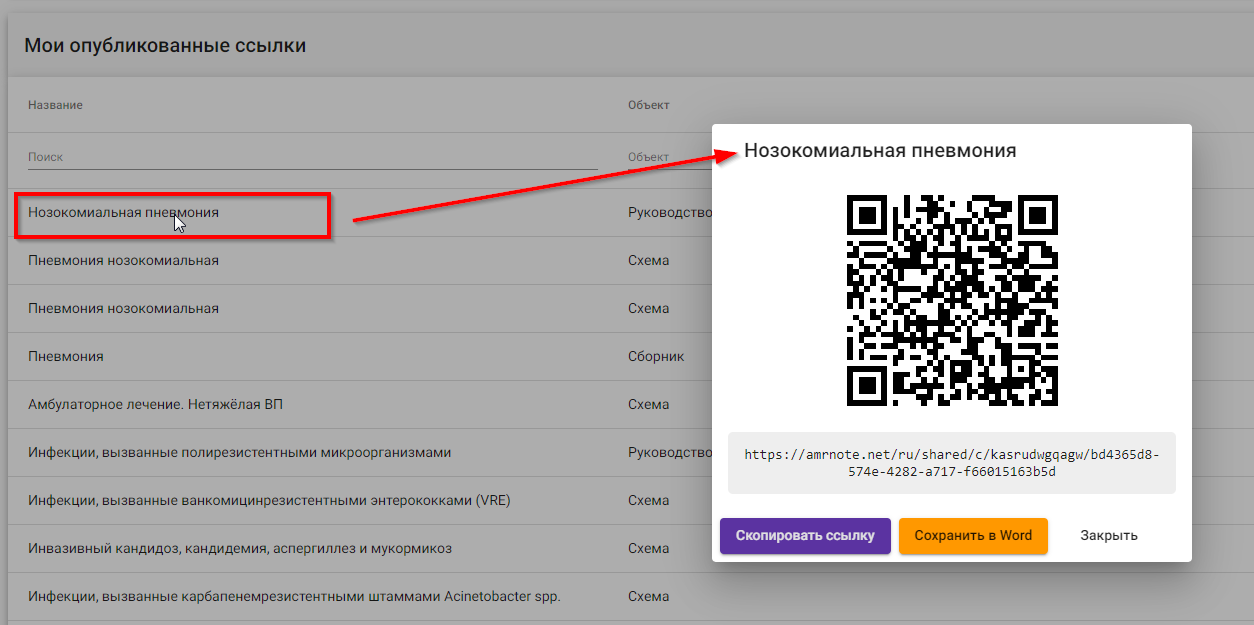 Мои опубликованные ссылки
Название
Объект
Поиск
Объект
Нозокомиальная пневмония
Руководство
Пневмония нозокомиальная
Схема
Пневмония нозокомиальная
Схема
Пневмония
Сборник
Амбулаторное лечение. Нетяжёлая ВП
Схема
Инфекции, вызванные полирезистентными микроорганизмами
Руководство
Инфекции, вызванные ванкомицинрезистентными энтерококками (VRE)
Схема
Инвазивный кандидоз, кандидемия, аспергиллез и мукормикоз
Схема
Инфекции, вызванные карбапенемрезистентными штаммами Acinetobacter spp.
Схема
Нозокомиальная пневмония
https://amrnote.net/ru/shared/c/kasrudwgqagw/bd4365d8-
574e-4282-a717-f66015163b5d
Скопировать ссылку
Сохранить в Word
Закрыть